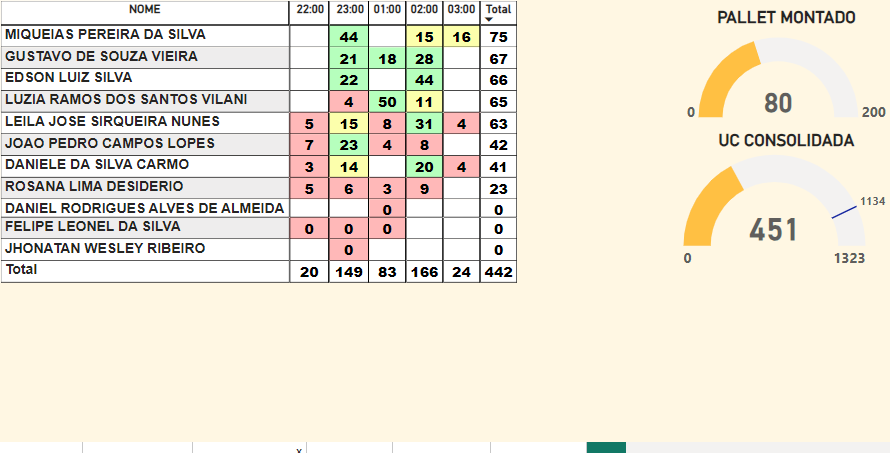 NOME 22:00 23:00 01:00 02:00 03:00 Total
MIQUEIAS PEREIRA DA SILVA 44 15 16 75
GUSTAVO DE SOUZA VIEIRA 21 18 28 67
EDSON LUIZ SILVA 22 44 66
LUZIA RAMOS DOS SANTOS VILANI 4 50 11 65
LEILA JOSE SIRQUEIRA NUNES 5 15 8 31 4 63
JOAO PEDRO CAMPOS LOPES 7 23 4 8 42
DANIELE DA SILVA CARMO 3 14 20 4 41
ROSANA LIMA DESIDERIO 5 6 3 9 23
DANIEL RODRIGUES ALVES DE ALMEIDA 0 0
FELIPE LEONEL DA SILVA 0 0 0 0
JHONATAN WESLEY RIBEIRO 0 0
Total 20 149 83 166 24 442
PALLET MONTADO
80
0 200
UC CONSOLIDADA
1134
451
0 1323
x